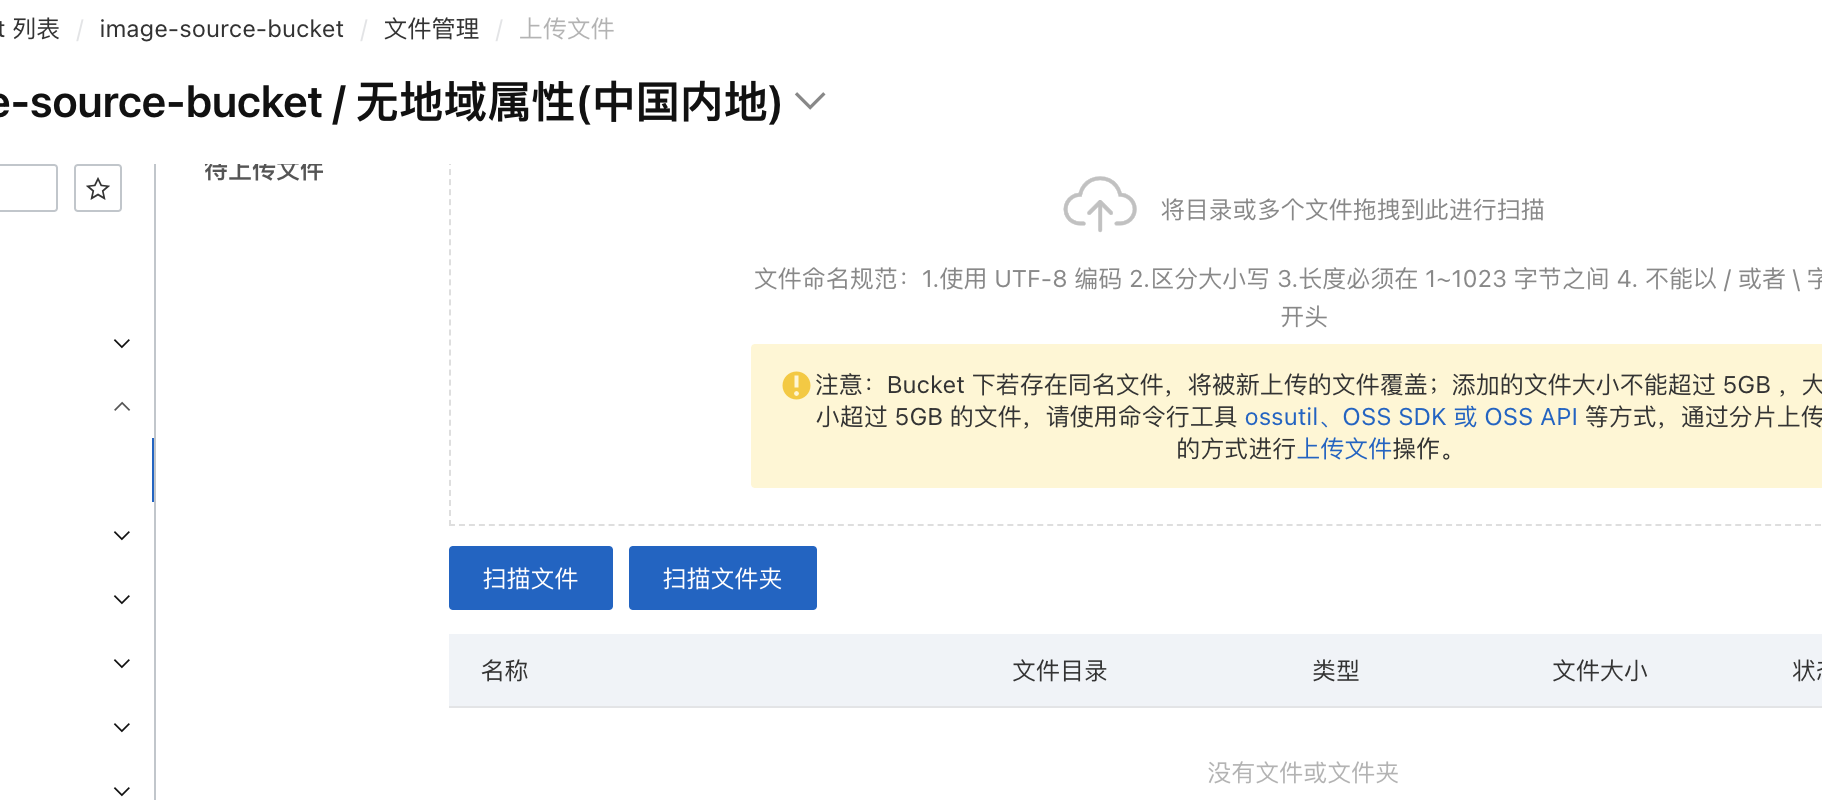 t 列表 / image-source-bucket / 文件管理 / 上传文件
e-source-bucket / 无地域属性(中国内地)
待上传文件
将目录或多个文件拖拽到此进行扫描
文件命名规范：1.使用 UTF-8 编码 2.区分大小写 3.长度必须在 1~1023 字节之间 4. 不能以 / 或者 \ 字
开头
注意：Bucket 下若存在同名文件，将被新上传的文件覆盖；添加的文件大小不能超过 5GB ，大
小超过 5GB 的文件，请使用命令行工具 ossutil、OSS SDK 或 OSS API 等方式，通过分片上传
的方式进行上传文件操作。
扫描文件 扫描文件夹
名称 文件目录 类型 文件大小 状态
没有文件或文件夹